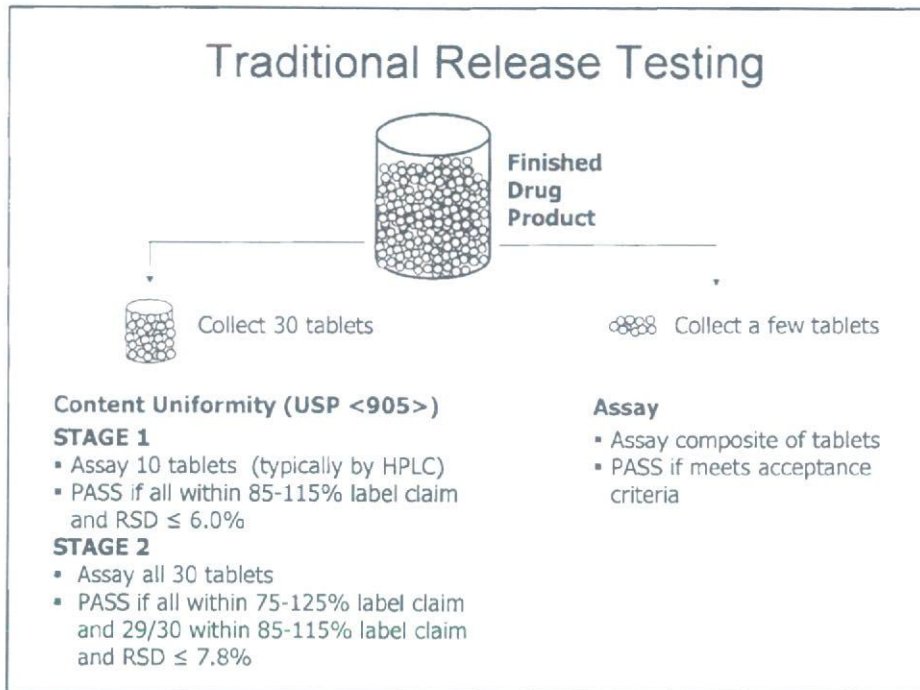 Traditional Release Testing
Finished
Drug
Product
Collect 30 tablets
Collect a few tablets
Content Uniformity (USP <905>)
STAGE 1
▪ Assay 10 tablets (typically by HPLC)
▪ PASS if all within 85-115% label claim
and RSD ≤ 6.0%
STAGE 2
▪ Assay all 30 tablets
▪ PASS if all within 75-125% label claim
and 29/30 within 85-115% label claim
and RSD ≤ 7.8%
Assay
▪ Assay composite of tablets
▪ PASS if meets acceptance
criteria